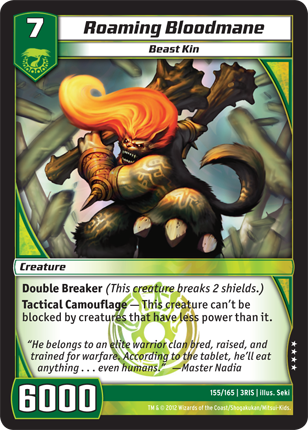 7
Roaming Bloodmane
Beast Kin
Creature
Double Breaker (This creature breaks 2 shields.)
Tactical Camouflage — This creature can't be
blocked by creatures that have less power than it.
"He belongs to an elite warrior clan bred, raised, and
trained for warfare. According to the tablet, he'll eat
anything . . . even humans."   —Master Nadia
6000
155/165 | 3RIS | illus. Seki
TM & © 2012 Wizards of the Coast/Shogakukan/Mitsui-Kids.